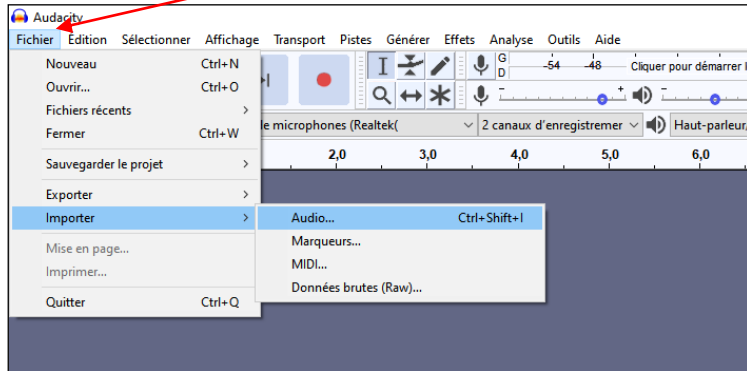 Audacity
Fichier Edition Sélectionner Affichage Transport Pistes Générer Effets Analyse Outils Aide
Nouveau Ctrl+N
Ouvrir... Ctrl+O
Fichiers récents >
Fermer Ctrl+W
Sauvegarder le projet >
Exporter >
Importer >
Mise en page...
Imprimer...
Quitter Ctrl+Q
Audio... Ctrl+Shift+I
Marqueurs...
MIDI...
Données brutes (Raw)...
G
D
-54 -48 Cliquer pour démarrer
microphones (Realtek( 2 canaux d'enregistremer Haut-parleur/
2,0 3,0 4,0 5,0 6,0